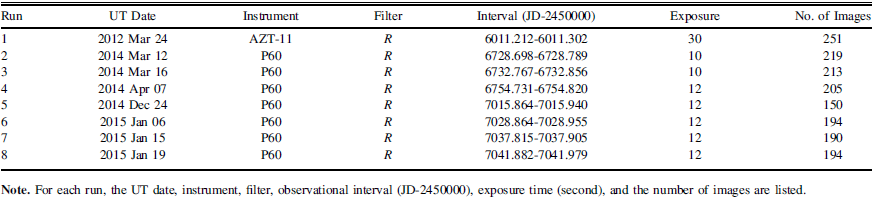 Run UT Date Instrument Filter Interval (JD-2450000) Exposure No. of Images
1 2012 Mar 24 AZT-11 R 6011.212-6011.302 30 251
2 2014 Mar 12 P60 R 6728.698-6728.789 10 219
3 2014 Mar 16 P60 R 6732.767-6732.856 10 213
4 2014 Apr 07 P60 R 6754.731-6754.820 12 205
5 2014 Dec 24 P60 R 7015.864-7015.940 12 150
6 2015 Jan 06 P60 R 7028.864-7028.955 12 194
7 2015 Jan 15 P60 R 7037.815-7037.905 12 190
8 2015 Jan 19 P60 R 7041.882-7041.979 12 194
Note. For each run, the UT date, instrument, filter, observational interval (JD-2450000), exposure time (second), and the number of images are listed.